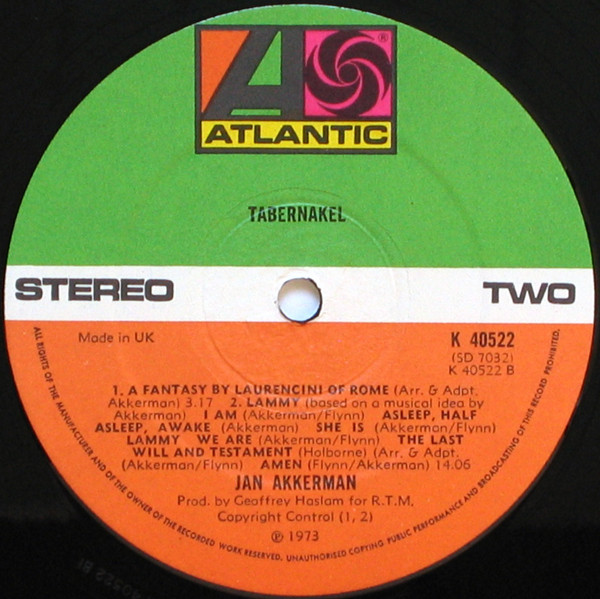 ATLANTIC
®
TABERNAKEL
STEREO TWO
Made in UK
K 40522
(SD 7032)
K 40522 B
1. A FANTASY BY LAURENCINI OF ROME (Arr. & Adpt.
Akkerman) 3.17 2. LAMMY (based on a musical idea by
Akkerman) I AM (Akkerman/Flynn) ASLEEP, HALF
ASLEEP, AWAKE (Akkerman) SHE IS (Akkerman/Flynn)
LAMMY WE ARE (Akkerman/Flynn) THE LAST
WILL AND TESTAMENT (Holborne) (Arr. & Adpt.
Akkerman/Flynn) AMEN (Flynn/Akkerman) 14.06
JAN AKKERMAN
Prod. by Geoffrey Haslam for R.T.M.
Copyright Control (1, 2)
℗ 1973
ALL RIGHTS OF THE MANUFACTURER AND OF THE OWNER OF THE RECORDED WORK RESERVED. UNAUTHORISED COPYING PUBLIC PERFORMANCE AND BROADCASTING OF THIS RECORD PROHIBITED.